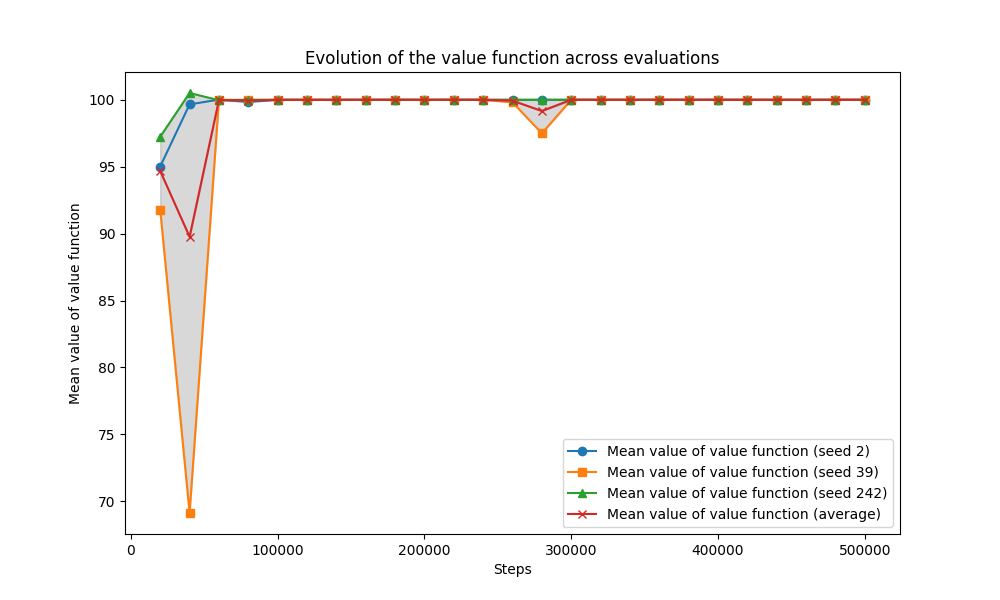 Evolution of the value function across evaluations
Mean value of value function
100
95
90
85
80
75
70
0
100000
200000
300000
400000
500000
Steps
Mean value of value function (seed 2)
Mean value of value function (seed 39)
Mean value of value function (seed 242)
Mean value of value function (average)